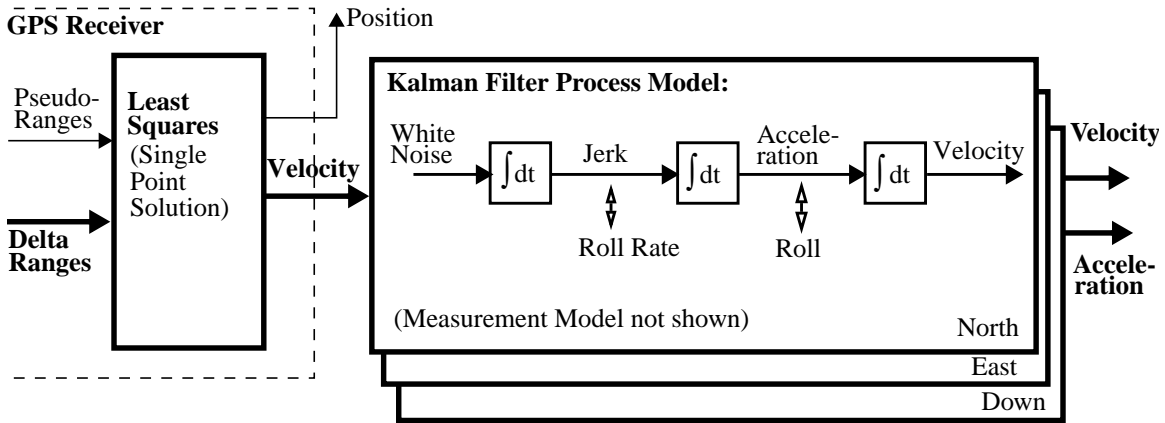 GPS Receiver
Position
Pseudo-
Ranges
Least
Squares
(Single
Point
Solution)
Delta
Ranges
Velocity
Kalman Filter Process Model:
White
Noise
∫dt
Jerk
∫dt
Accele-
ration
∫dt
Velocity
Roll Rate
Roll
(Measurement Model not shown)
North
East
Down
Velocity
Accele-
ration